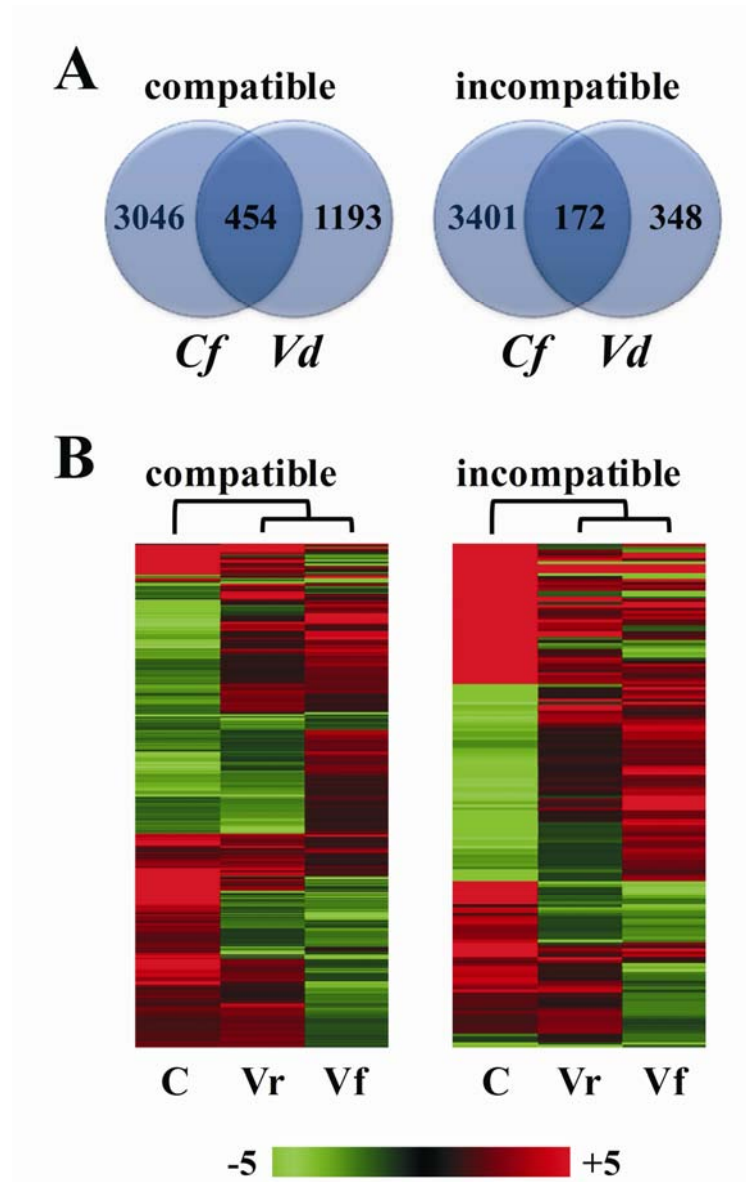 A
compatible incompatible
3046 454 1193 3401 172 348
Cf Vd Cf Vd
B
compatible incompatible
C Vr Vf C Vr Vf
-5 +5